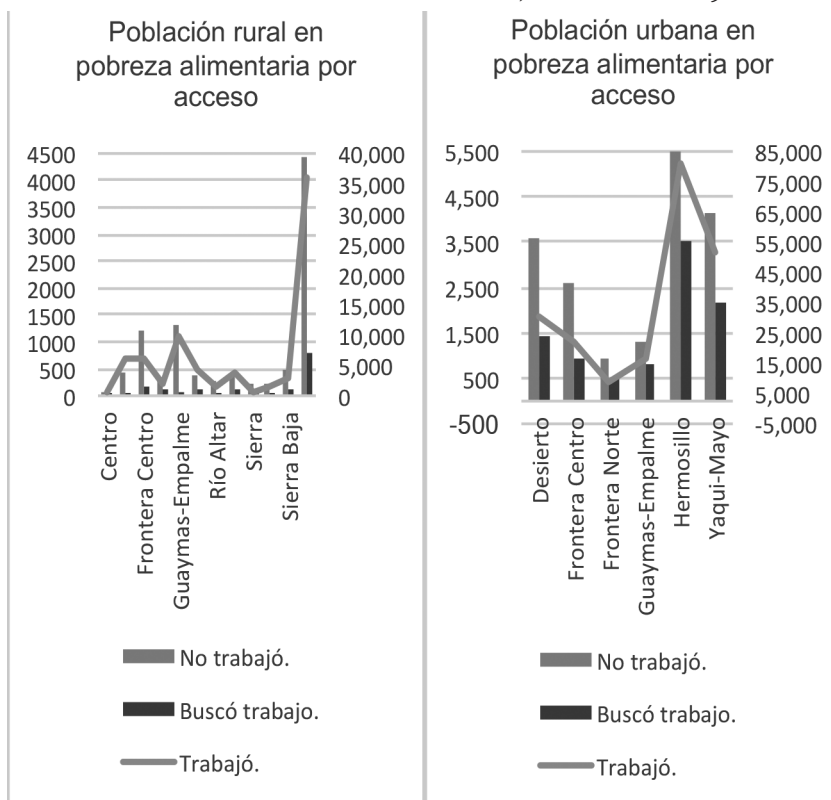 Población rural en
pobreza alimentaria por
acceso
4500
4000
3500
3000
2500
2000
1500
1000
500
0
40,000
35,000
30,000
25,000
20,000
15,000
10,000
5,000
0
Centro
Frontera Centro
Guaymas-Empalme
Río Altar
Sierra
Sierra Baja
No trabajó.
Buscó trabajo.
Trabajó.
Población urbana en
pobreza alimentaria por
acceso
5,500
4,500
3,500
2,500
1,500
500
-500
85,000
75,000
65,000
55,000
45,000
35,000
25,000
15,000
5,000
-5,000
Desierto
Frontera Centro
Frontera Norte
Guaymas-Empalme
Hermosillo
Yaqui-Mayo
No trabajó.
Buscó trabajo.
Trabajó.